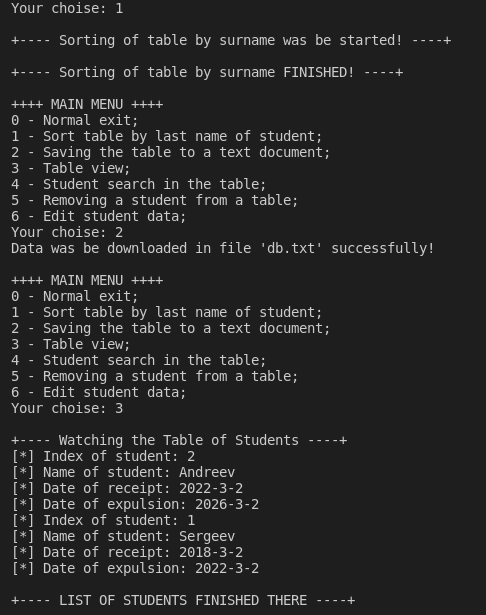 Your choise: 1
+---- Sorting of table by surname was be started! ----+
+---- Sorting of table by surname FINISHED! ----+
++++ MAIN MENU ++++
0 - Normal exit;
1 - Sort table by last name of student;
2 - Saving the table to a text document;
3 - Table view;
4 - Student search in the table;
5 - Removing a student from a table;
6 - Edit student data;
Your choise: 2
Data was be downloaded in file 'db.txt' successfully!
++++ MAIN MENU ++++
0 - Normal exit;
1 - Sort table by last name of student;
2 - Saving the table to a text document;
3 - Table view;
4 - Student search in the table;
5 - Removing a student from a table;
6 - Edit student data;
Your choise: 3
+---- Watching the Table of Students ----+
[*] Index of student: 2
[*] Name of student: Andreev
[*] Date of receipt: 2022-3-2
[*] Date of expulsion: 2026-3-2
[*] Index of student: 1
[*] Name of student: Sergeev
[*] Date of receipt: 2018-3-2
[*] Date of expulsion: 2022-3-2
+---- LIST OF STUDENTS FINISHED THERE ----+